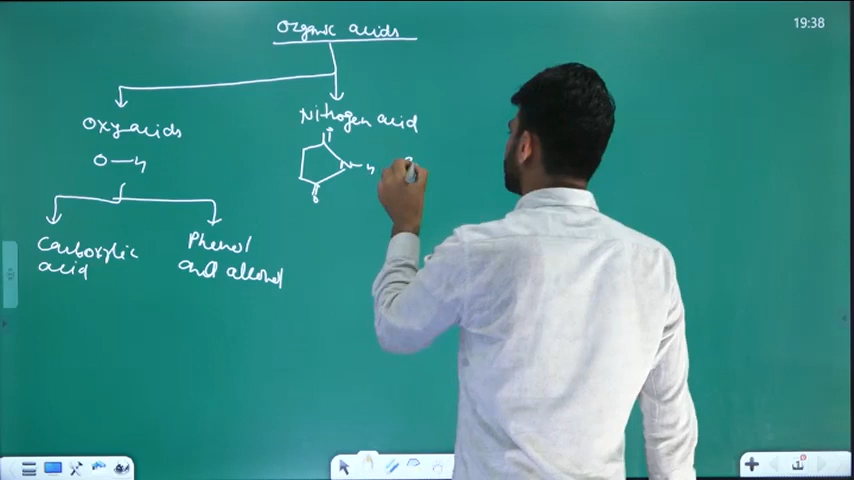 Organic acids
19:38
Oxyacids
Nitrogen acid
O—H
N—H
O
Carboxylic
acid
Phenol
and alcohol